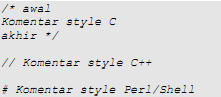 /* awal
Komentar style C
akhir */
// Komentar style C++
# Komentar style Perl/Shell